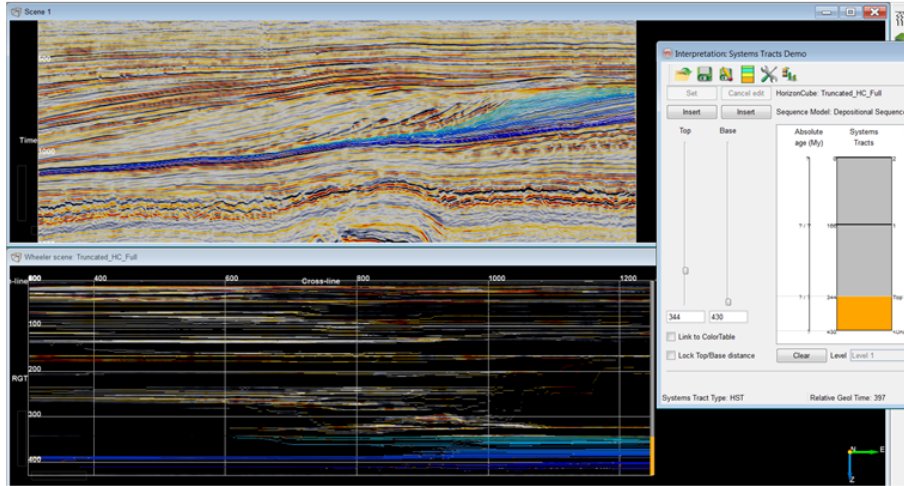 Scene 1
Time
1000
Interpretation: Systems Tracts Demo
Set
Cancel edit
HorizonCube: Truncated_HC_Full
Insert
Insert
Sequence Model: Depositional Sequence
Top
Base
Absolute age (My)
Systems Tracts
344
430
Link to ColorTable
Lock Top/Base distance
Clear
Level
Level 1
Systems Tract Type: HST
Relative Geol Time: 397
Wheeler scene: Truncated_HC_Full
400
600
Cross-line
800
1000
1200
100
200
RGT
300
400
N
E
Z